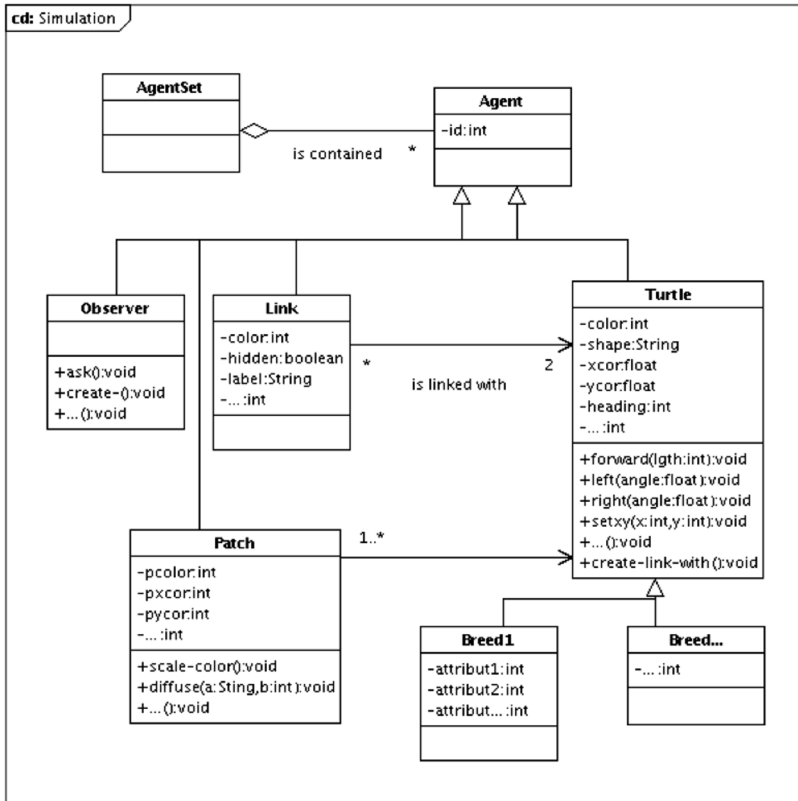 cd: Simulation
AgentSet
Agent
-id:int
is contained
*
Observer
+ask():void
+create-():void
+...():void
Link
-color:int
-hidden:boolean
-label:String
-...:int
*
is linked with
2
Turtle
-color:int
-shape:String
-xcor:float
-ycor:float
-heading:int
-...:int
+forward(lgth:int):void
+left(angle:float):void
+right(angle:float):void
+setxy(x:int,y:int):void
+...():void
+create-link-with():void
Patch
-pcolor:int
-pxcor:int
-pycor:int
-...:int
+scale-color():void
+diffuse(a:Sting,b:int):void
+...():void
1..*
Breed1
-attribut1:int
-attribut2:int
-attribut...:int
Breed...
-...:int